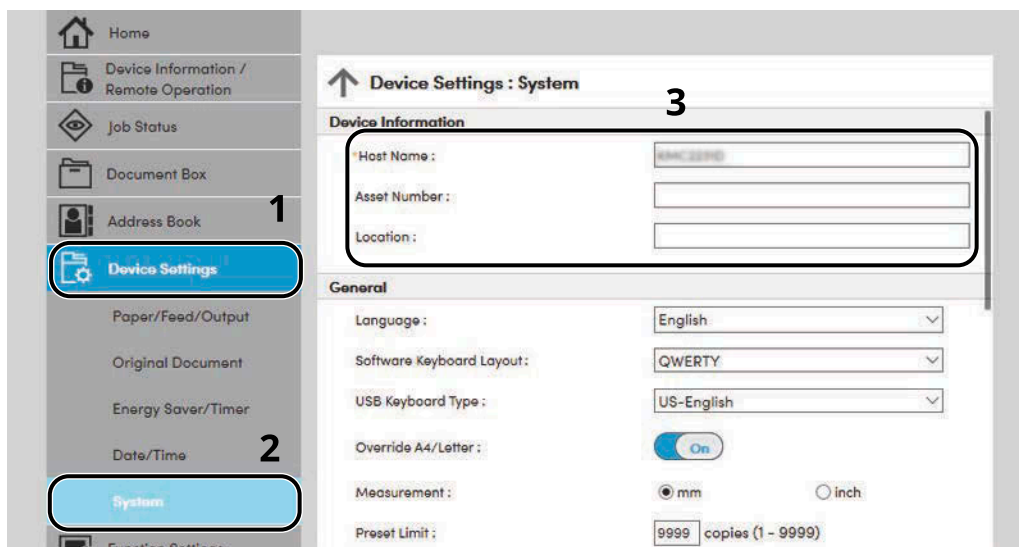 Home
Device Information /
Remote Operation
Job Status
Document Box
1
Address Book
Device Settings
Paper/Feed/Output
Original Document
Energy Saver/Timer
Date/Time
2
System
Function Settings
Device Settings : System
3
Device Information
*Host Name :
Asset Number :
Location :
General
Language : English
Software Keyboard Layout : QWERTY
USB Keyboard Type : US-English
Override A4/Letter : On
Measurement : mm inch
Preset Limit : 9999 copies (1 - 9999)